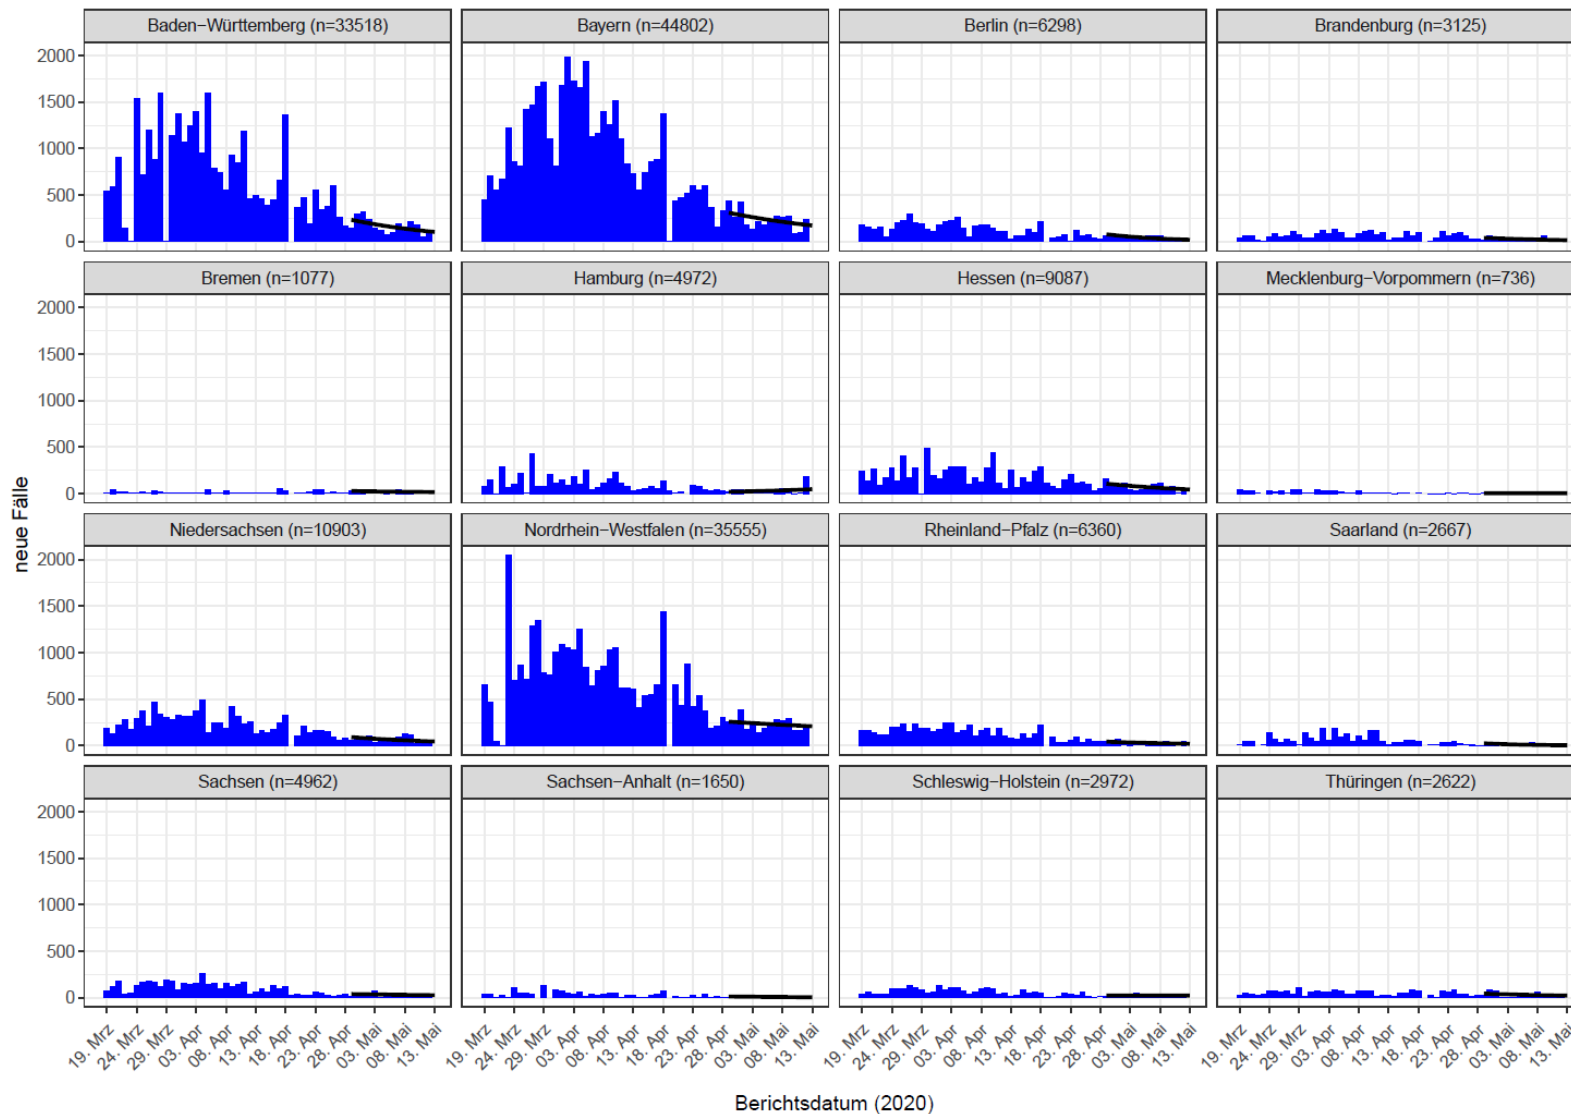 Baden−Württemberg (n=33518) Bayern (n=44802) Berlin (n=6298) Brandenburg (n=3125)
2000
1500
1000
500
0
Bremen (n=1077) Hamburg (n=4972) Hessen (n=9087) Mecklenburg−Vorpommern (n=736)
2000
1500
1000
500
0
neue Fälle
Niedersachsen (n=10903) Nordrhein−Westfalen (n=35555) Rheinland−Pfalz (n=6360) Saarland (n=2667)
2000
1500
1000
500
0
Sachsen (n=4962) Sachsen−Anhalt (n=1650) Schleswig−Holstein (n=2972) Thüringen (n=2622)
2000
1500
1000
500
0
19. Mrz 24. Mrz 29. Mrz 03. Apr 08. Apr 13. Apr 18. Apr 23. Apr 28. Apr 03. Mai 08. Mai 13. Mai 19. Mrz 24. Mrz 29. Mrz 03. Apr 08. Apr 13. Apr 18. Apr 23. Apr 28. Apr 03. Mai 08. Mai 13. Mai 19. Mrz 24. Mrz 29. Mrz 03. Apr 08. Apr 13. Apr 18. Apr 23. Apr 28. Apr 03. Mai 08. Mai 13. Mai 19. Mrz 24. Mrz 29. Mrz 03. Apr 08. Apr 13. Apr 18. Apr 23. Apr 28. Apr 03. Mai 08. Mai 13. Mai
Berichtsdatum (2020)